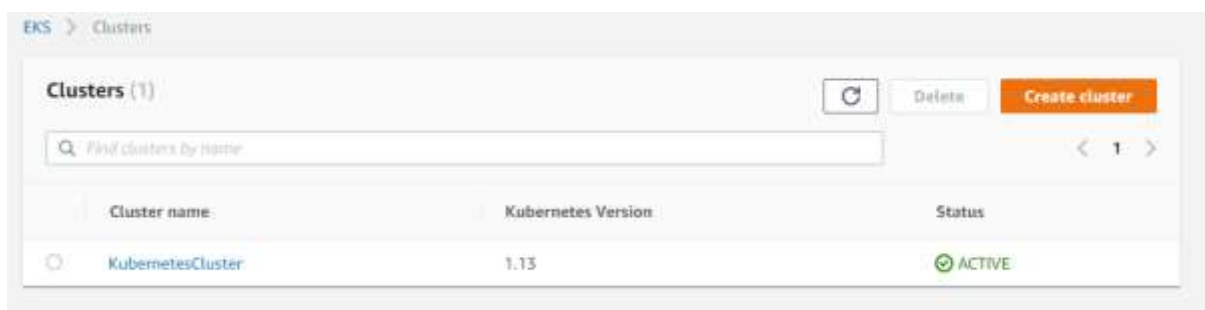 EKS > Clusters
Clusters (1)
Delete
Create cluster
Find clusters by name
< 1 >
Cluster name Kubernetes Version Status
KubernetesCluster 1.13 ACTIVE